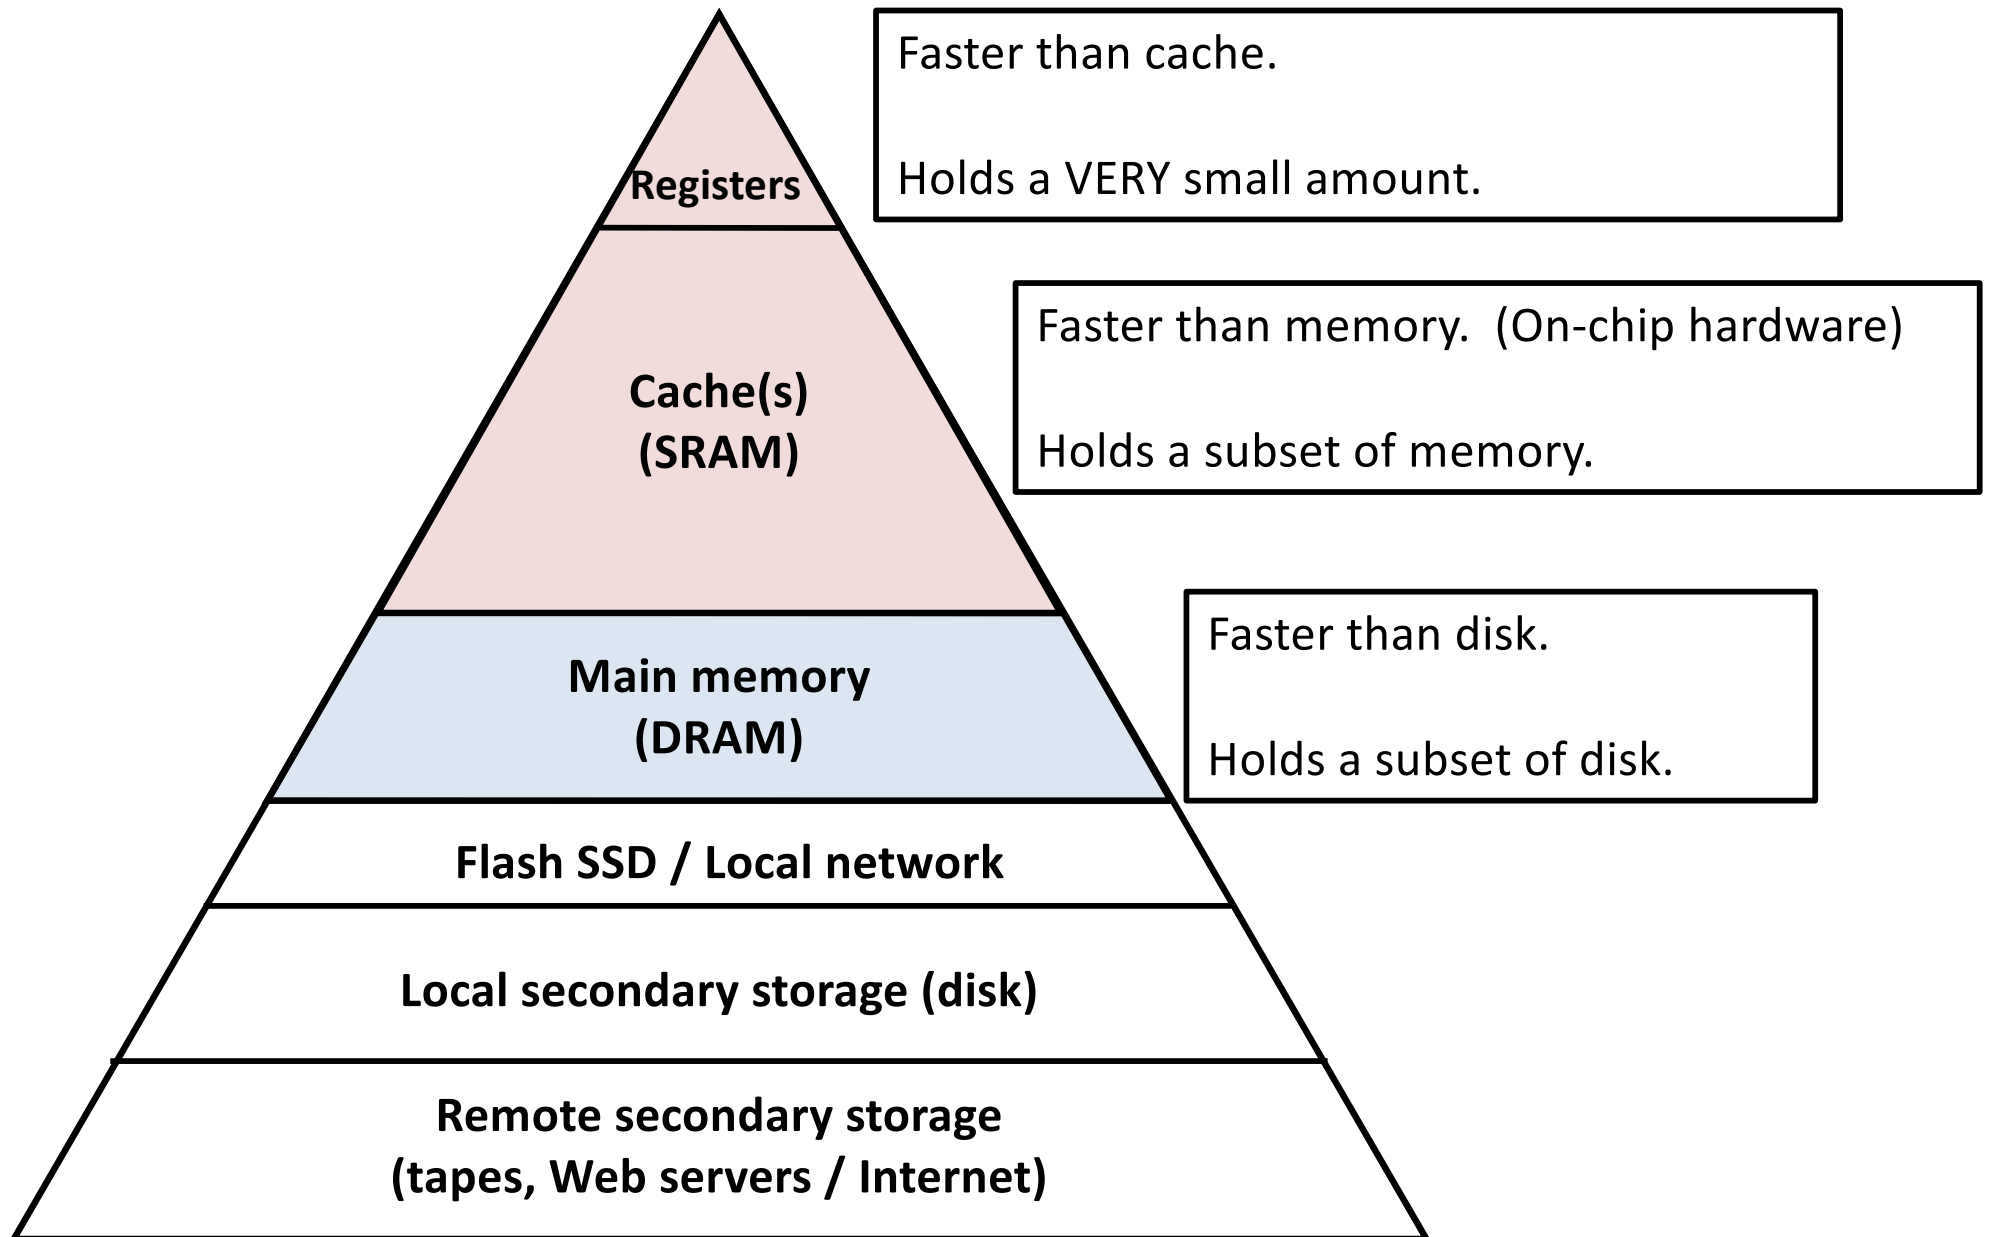 Faster than cache.
Holds a VERY small amount.
Registers
Faster than memory.  (On-chip hardware)
Holds a subset of memory.
Cache(s)
(SRAM)
Faster than disk.
Holds a subset of disk.
Main memory
(DRAM)
Flash SSD / Local network
Local secondary storage (disk)
Remote secondary storage
(tapes, Web servers / Internet)